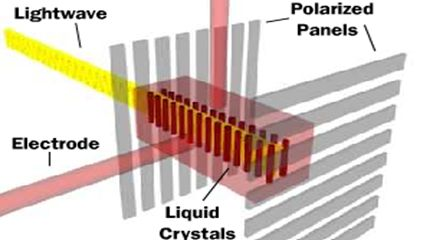 Lightwave
Polarized
Panels
Electrode
Liquid
Crystals